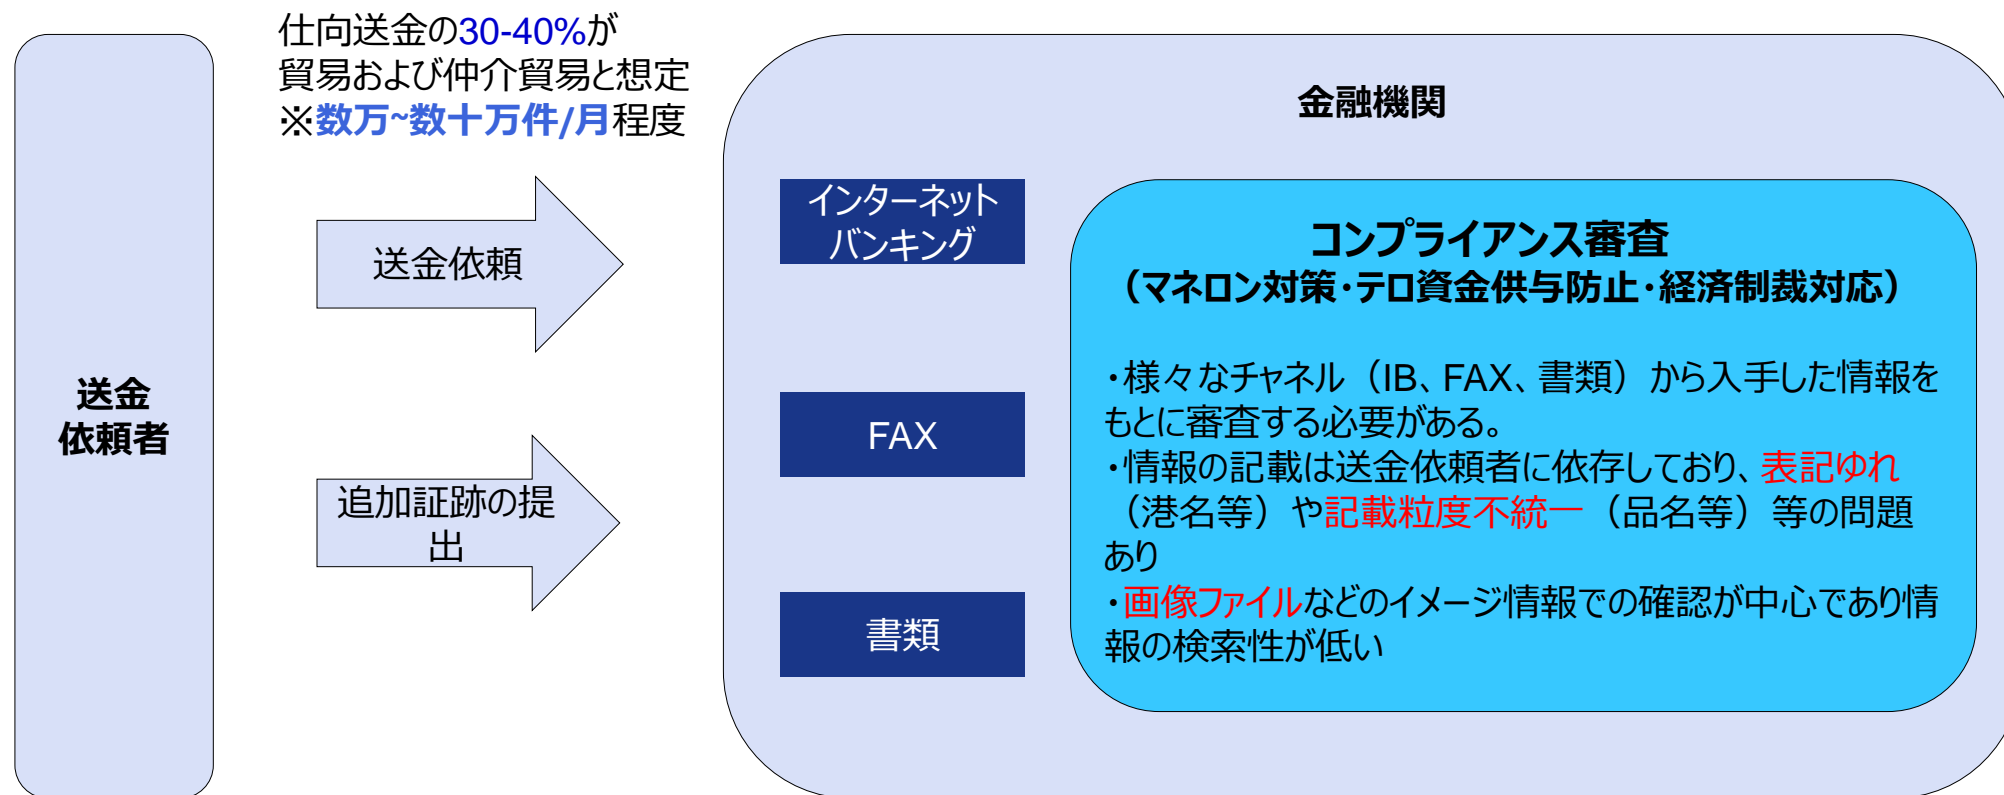 仕向送金の30-40%が
貿易および仲介貿易と想定
※数万~数十万件/月程度
送金
依頼者
送金依頼
追加証跡の提
出
金融機関
インターネット
バンキング
FAX
書類
コンプライアンス審査
（マネロン対策・テロ資金供与防止・経済制裁対応）
・様々なチャネル（IB、FAX、書類）から入手した情報を
もとに審査する必要がある。
・情報の記載は送金依頼者に依存しており、表記ゆれ
（港名等）や記載粒度不統一（品名等）等の問題
あり
・画像ファイルなどのイメージ情報での確認が中心であり情
報の検索性が低い